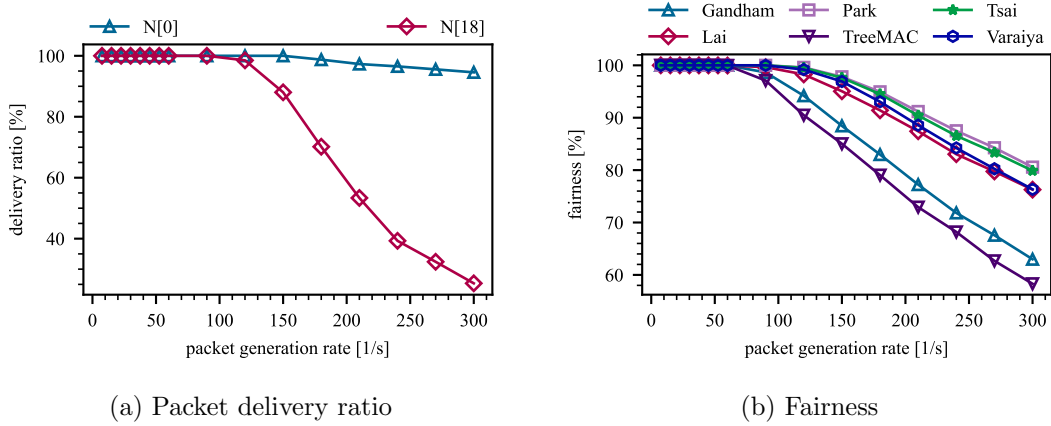 N[0] N[18]
100
80
60
40
delivery ratio [%]
0 50 100 150 200 250 300
packet generation rate [1/s]
(a) Packet delivery ratio
Gandham Park Tsai
Lai TreeMAC Varaiya
100
90
80
70
60
fairness [%]
0 50 100 150 200 250 300
packet generation rate [1/s]
(b) Fairness